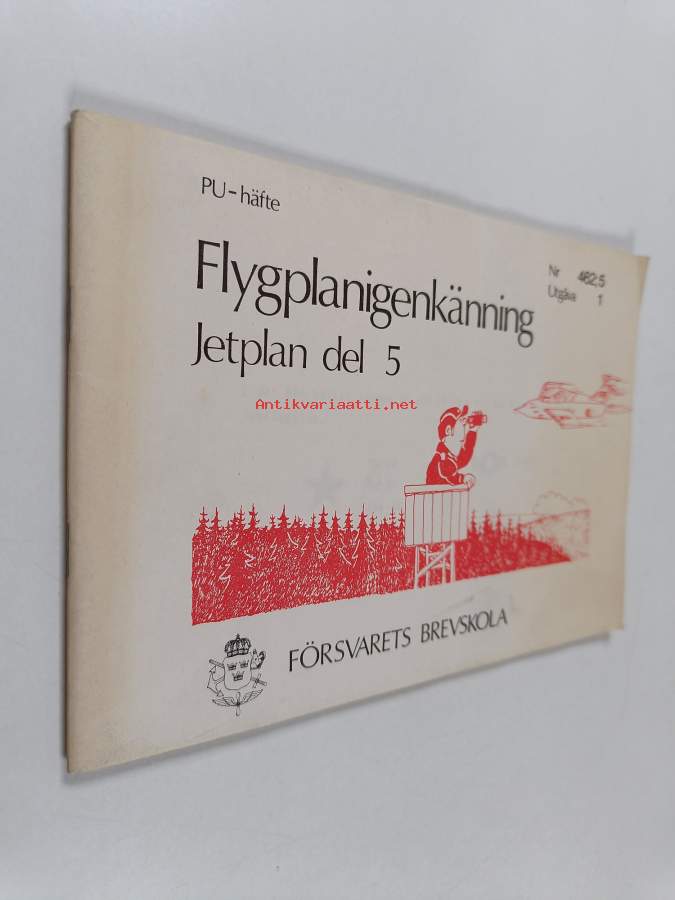 PU-häfte
Nr 462:5
Utgåva 1
Flygplanigenkänning
Jetplan del 5
Antikvariaatti.net
FÖRSVARETS BREVSKOLA